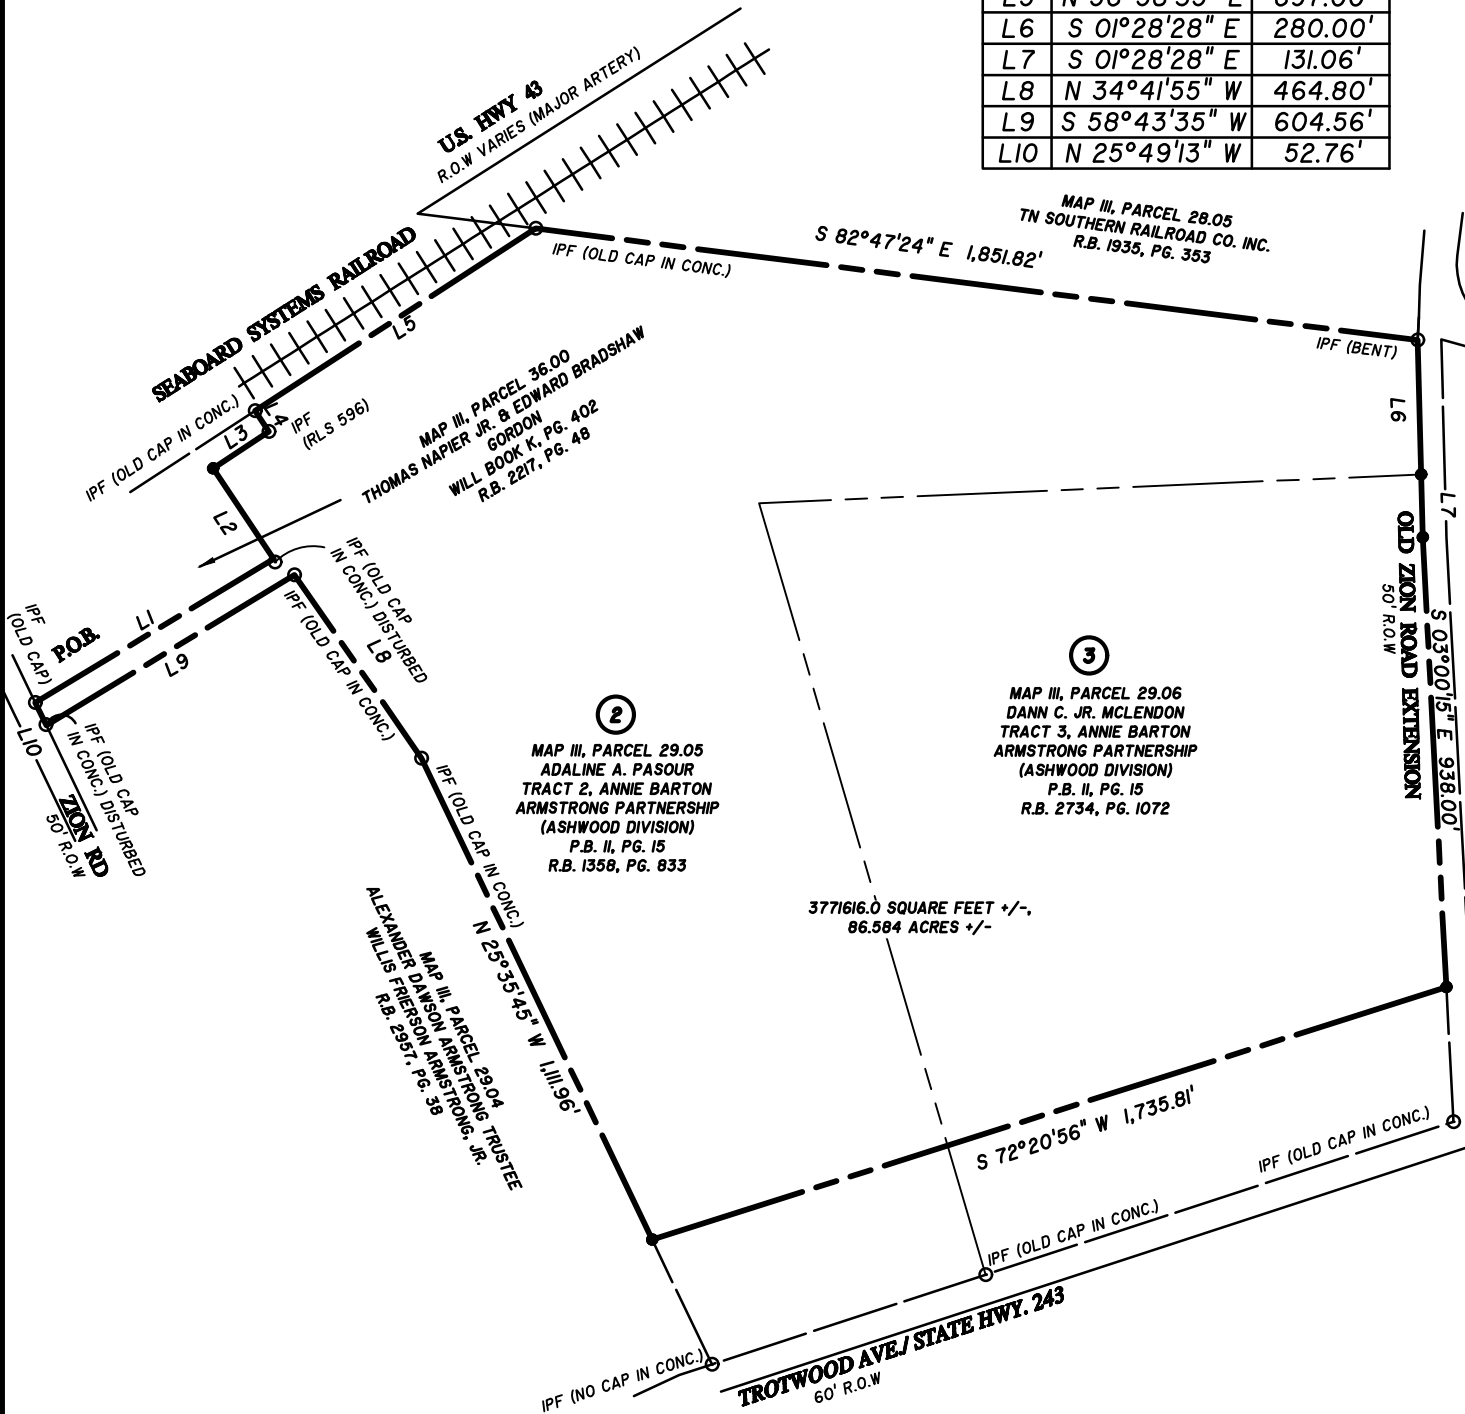 L6 S 01°28'28" E 280.00'
L7 S 01°28'28" E 131.06'
L8 N 34°41'55" W 464.80'
L9 S 58°43'35" W 604.56'
L10 N 25°49'13" W 52.76'
U.S. HWY 43
R.O.W VARIES (MAJOR ARTERY)
SEABOARD SYSTEMS RAILROAD
MAP 111, PARCEL 28.05
TN SOUTHERN RAILROAD CO. INC.
R.B. 1935, PG. 353
S 82°47'24" E 1,851.82'
IPF (OLD CAP IN CONC.)
IPF (BENT)
L5
IPF (OLD CAP IN CONC.)
L4
L3
IPF
(RLS 596)
MAP 111, PARCEL 36.00
THOMAS NAPIER JR. & EDWARD BRADSHAW
GORDON
WILL BOOK K, PG. 402
R.B. 2217, PG. 48
L6
L7
L2
IPF (OLD CAP
IN CONC.) DISTURBED
OLD ZION ROAD EXTENSION
50' R.O.W
S 03°00'15" E 938.00'
IPF
(OLD CAP)
P.O.B.
L1
L9
IPF (OLD CAP IN CONC.)
L8
L10
IPF (OLD CAP
IN CONC.) DISTURBED
ZION RD
50' R.O.W
2
MAP 111, PARCEL 29.05
ADALINE A. PASOUR
TRACT 2, ANNIE BARTON
ARMSTRONG PARTNERSHIP
(ASHWOOD DIVISION)
P.B. 11, PG. 15
R.B. 1358, PG. 833
3
MAP 111, PARCEL 29.06
DANN C. JR. MCLENDON
TRACT 3, ANNIE BARTON
ARMSTRONG PARTNERSHIP
(ASHWOOD DIVISION)
P.B. 11, PG. 15
R.B. 2734, PG. 1072
3771616.0 SQUARE FEET +/-,
86.584 ACRES +/-
IPF (OLD CAP IN CONC.)
N 25°35'45" W 1,111.96'
MAP 111, PARCEL 29.04
ALEXANDER DAWSON ARMSTRONG TRUSTEE
WILLIS FRIERSON ARMSTRONG, JR.
R.B. 2957, PG. 38
S 72°20'56" W 1,735.81'
IPF (OLD CAP IN CONC.)
IPF (OLD CAP IN CONC.)
IPF (NO CAP IN CONC.)
TROTWOOD AVE./ STATE HWY. 243
60' R.O.W